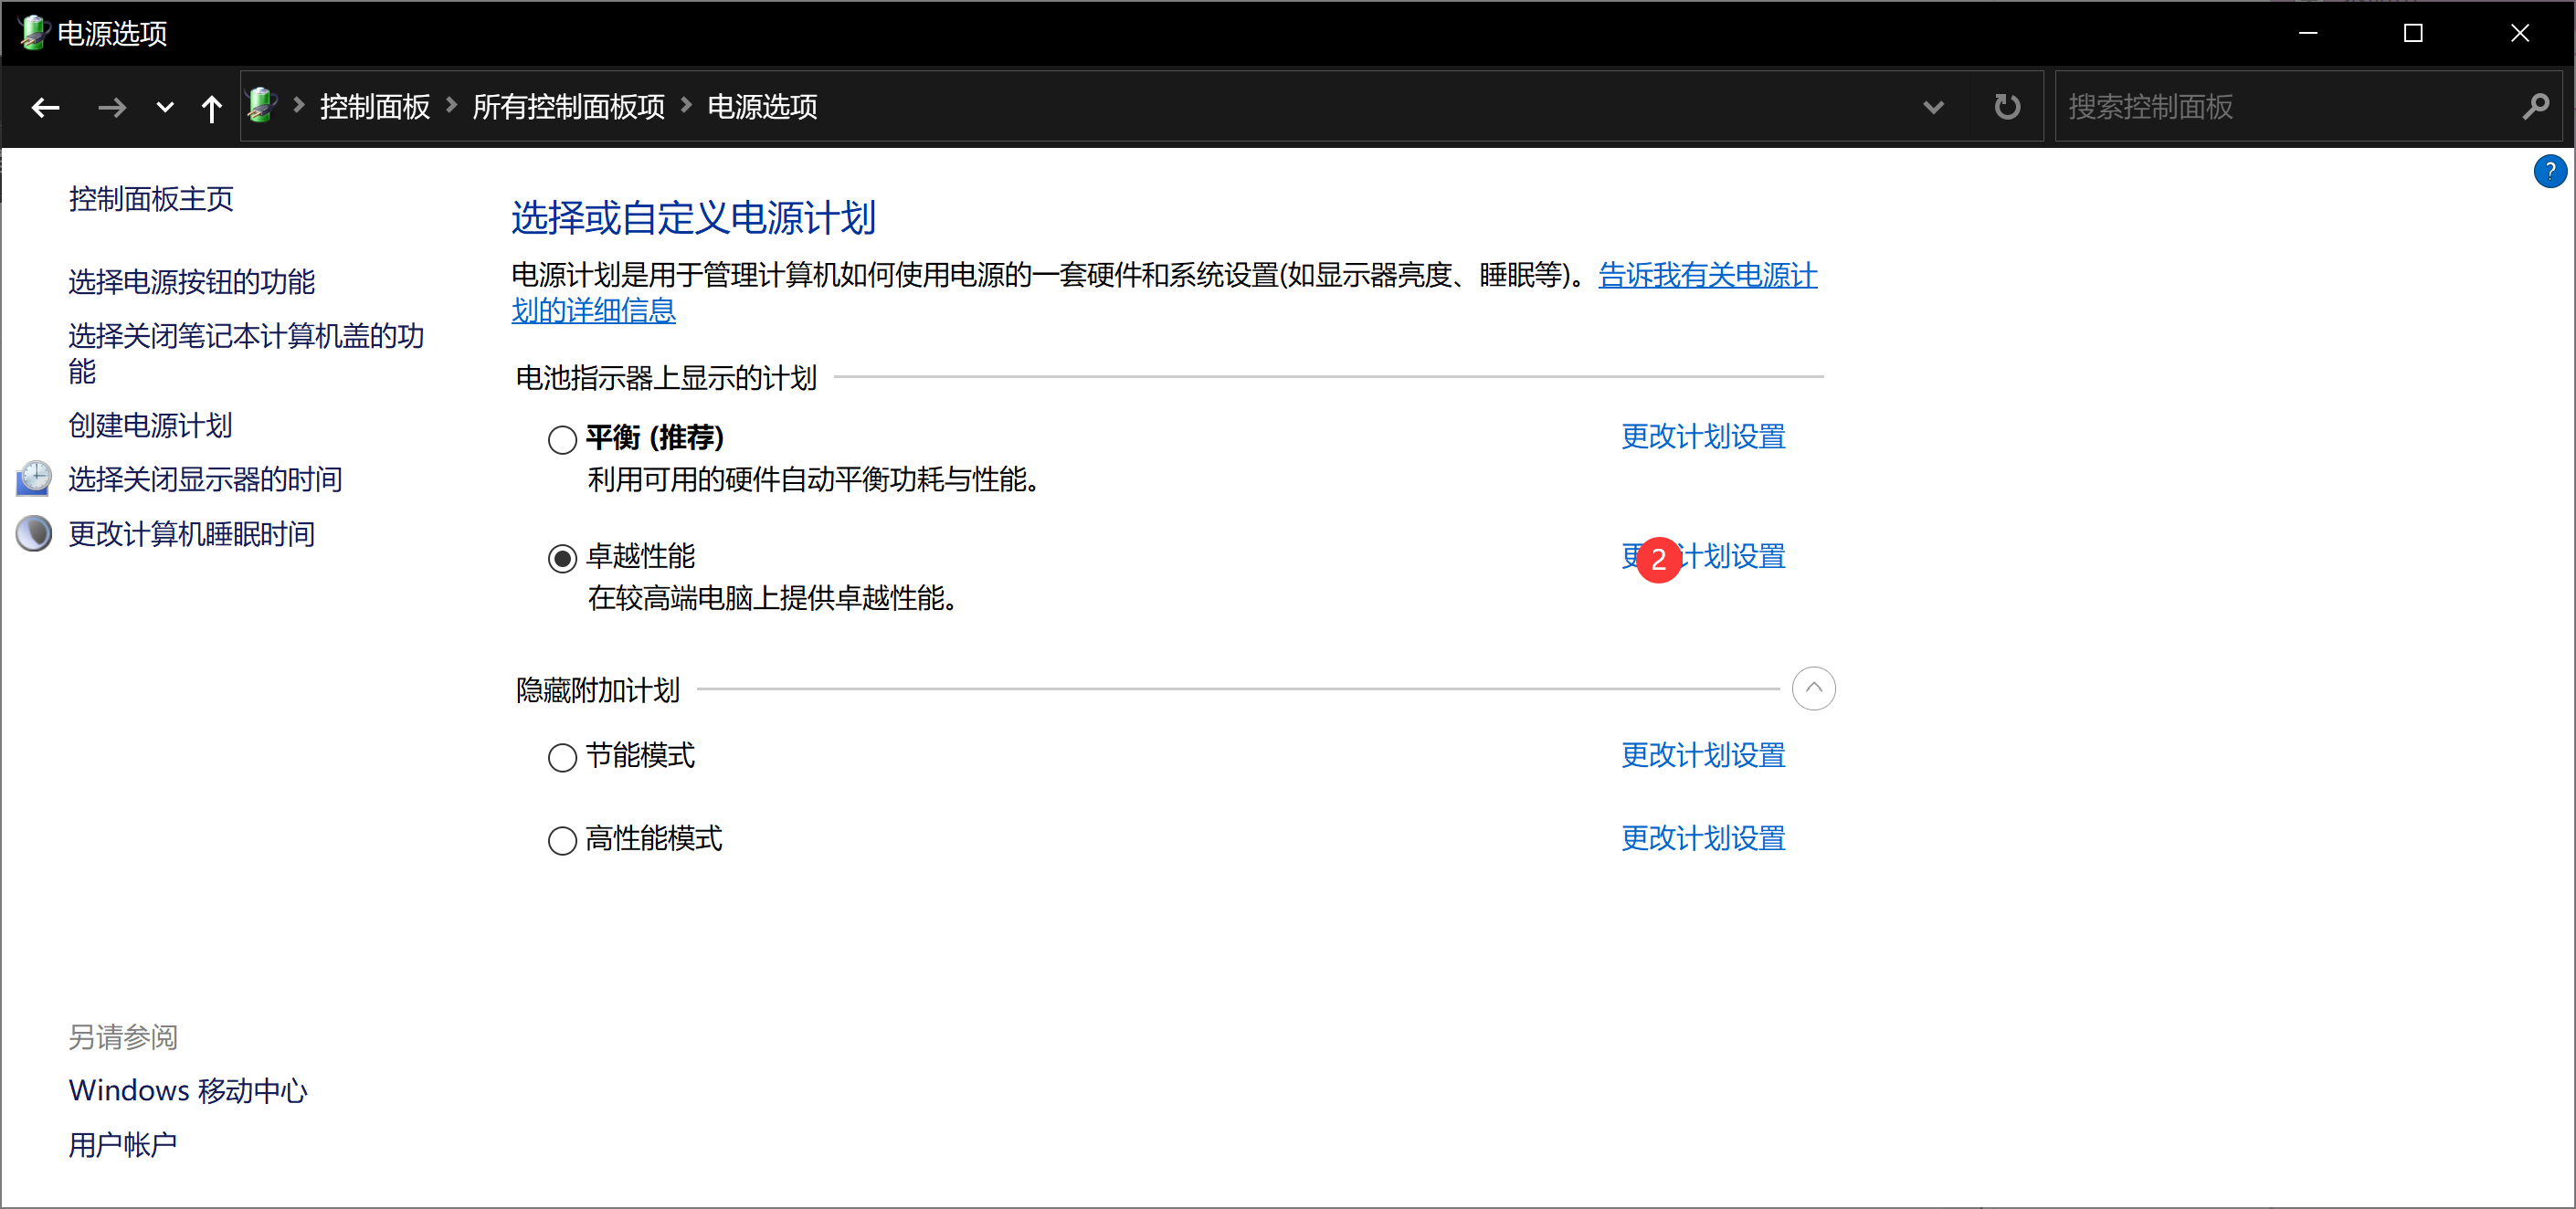 电源选项
控制面板 所有控制面板项 电源选项
搜索控制面板
?
控制面板主页
选择电源按钮的功能
选择关闭笔记本计算机盖的功
能
创建电源计划
选择关闭显示器的时间
更改计算机睡眠时间
选择或自定义电源计划
电源计划是用于管理计算机如何使用电源的一套硬件和系统设置(如显示器亮度、睡眠等)。告诉我有关电源计
划的详细信息
电池指示器上显示的计划
平衡 (推荐) 更改计划设置
利用可用的硬件自动平衡功耗与性能。
卓越性能 更2计划设置
在较高端电脑上提供卓越性能。
隐藏附加计划
节能模式 更改计划设置
高性能模式 更改计划设置
另请参阅
Windows 移动中心
用户帐户